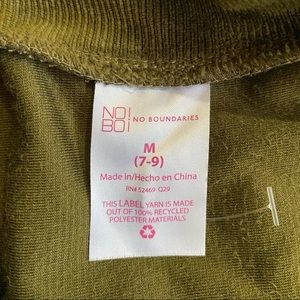 NO!
BO!
NO BOUNDARIES
M
(7-9)
Made in/Hecho en China
RN# 52469 Q29
THIS LABEL YARN IS MADE
OUT OF 100% RECYCLED
POLYESTER MATERIALS